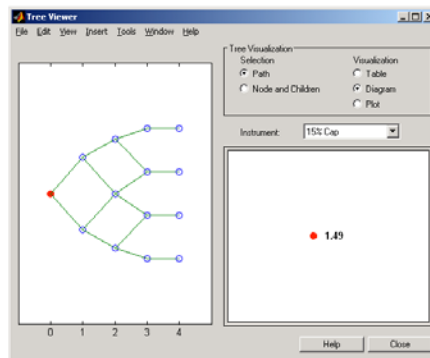 Tree Viewer
File Edit View Insert Tools Window Help
Tree Visualization
Selection
Visualization
Path
Table
Node and Children
Diagram
Plot
Instrument:
15% Cap
1.49
0 1 2 3 4
Help Close